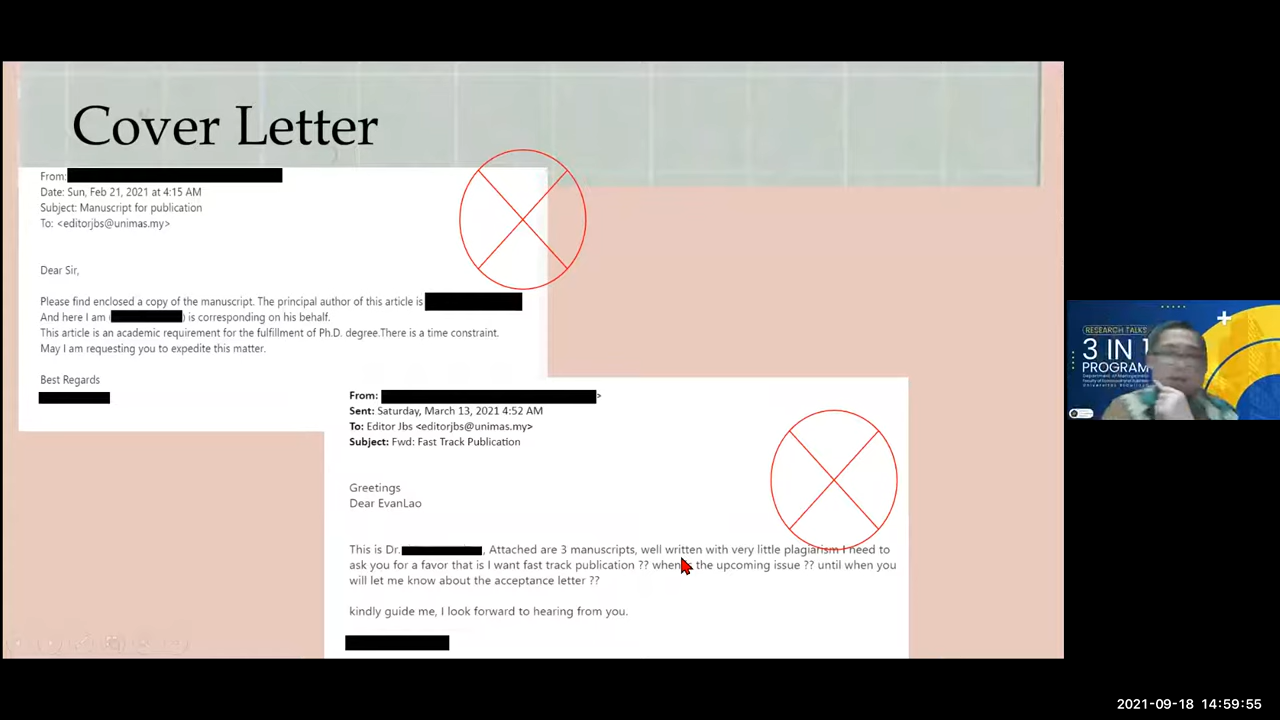 Cover Letter
From:
Date: Sun, Feb 21, 2021 at 4:15 AM
Subject: Manuscript for publication
To: <editorjbs@unimas.my>
Dear Sir,
Please find enclosed a copy of the manuscript. The principal author of this article is
And here I am ( ) is corresponding on his behalf.
This article is an academic requirement for the fulfillment of Ph.D. degree.There is a time constraint.
May I am requesting you to expedite this matter.
Best Regards
From: >
Sent: Saturday, March 13, 2021 4:52 AM
To: Editor Jbs <editorjbs@unimas.my>
Subject: Fwd: Fast Track Publication
Greetings
Dear EvanLao
This is Dr. , Attached are 3 manuscripts, well written with very little plagiarism I need to
ask you for a favor that is I want fast track publication ?? when the upcoming issue ?? until when you
will let me know about the acceptance letter ??
kindly guide me, I look forward to hearing from you.
RESEARCH TALKS
3 IN 1
PROGRAM
2021-09-18 14:59:55